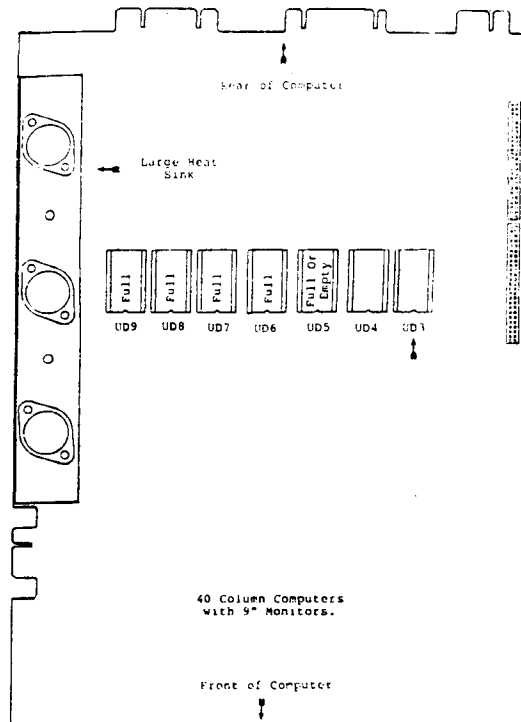 Rear of Computer
Large Heat
Sink
Full
Full
Full
Full
Full Or
Empty
UD9
UD8
UD7
UD6
UD5
UD4
UD3
40 Column Computers
with 9" Monitors.
Front of Computer